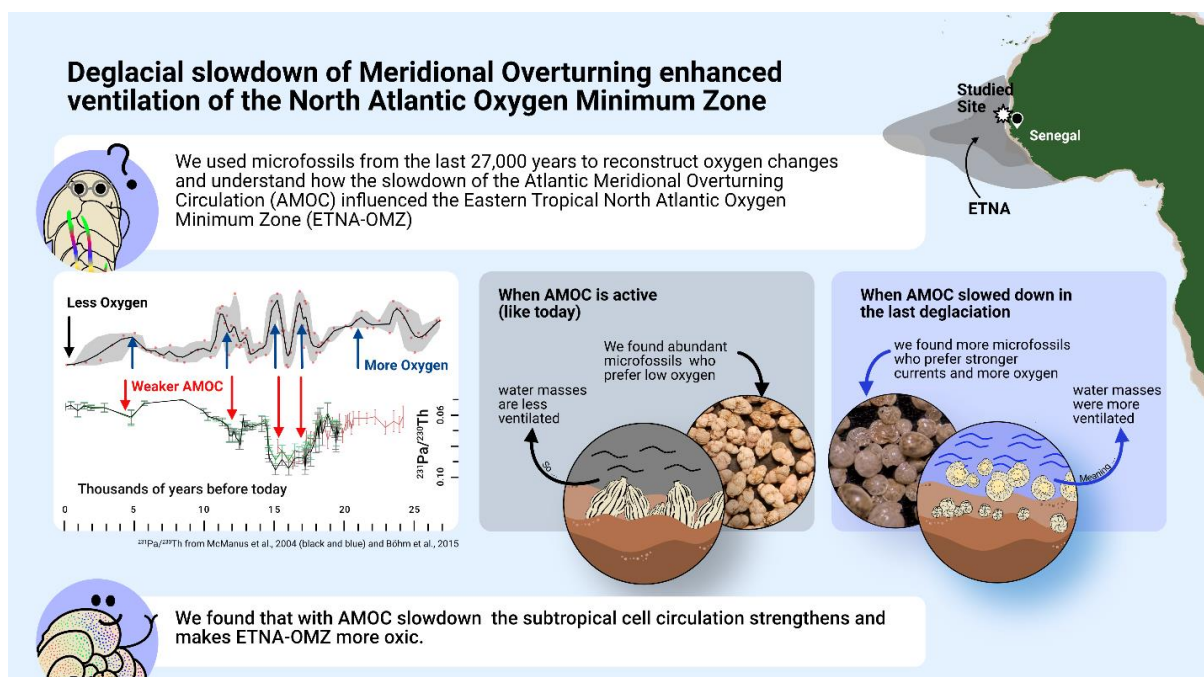 Deglacial slowdown of Meridional Overturning enhanced
ventilation of the North Atlantic Oxygen Minimum Zone
Studied
Site
Senegal
ETNA
?
We used microfossils from the last 27,000 years to reconstruct oxygen changes
and understand how the slowdown of the Atlantic Meridional Overturning
Circulation (AMOC) influenced the Eastern Tropical North Atlantic Oxygen
Minimum Zone (ETNA-OMZ)
Less Oxygen
More Oxygen
Weaker AMOC
0.06
0.10
²³¹Pa/²³⁰Th
Thousands of years before today
0 5 10 15 20 25
²³¹Pa/²³⁰Th from McManus et al., 2004 (black and blue) and Böhm et al., 2015
When AMOC is active
(like today)
We found abundant
microfossils who
prefer low oxygen
water masses
are less
ventilated
So
When AMOC slowed down in
the last deglaciation
we found more microfossils
who prefer stronger
currents and more oxygen
water masses
were more
ventilated
Meaning
We found that with AMOC slowdown the subtropical cell circulation strengthens and
makes ETNA-OMZ more oxic.